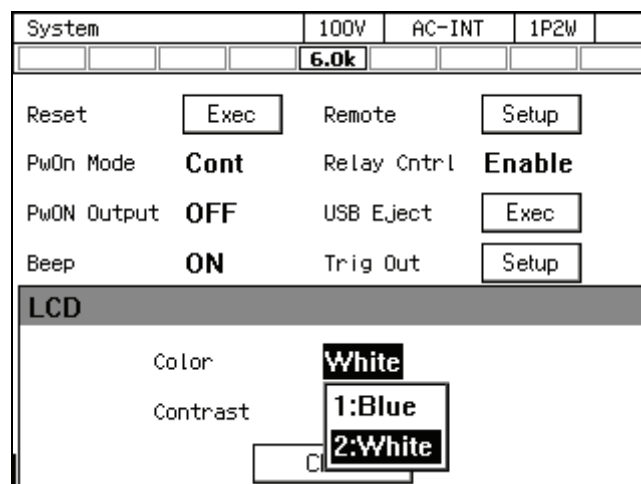 System 100V AC-INT 1P2W
6.0k
Reset Exec Remote Setup
PwOn Mode Cont Relay Cntrl Enable
PwON Output OFF USB Eject Exec
Beep ON Trig Out Setup
LCD
Color White
Contrast 1:Blue
2:White